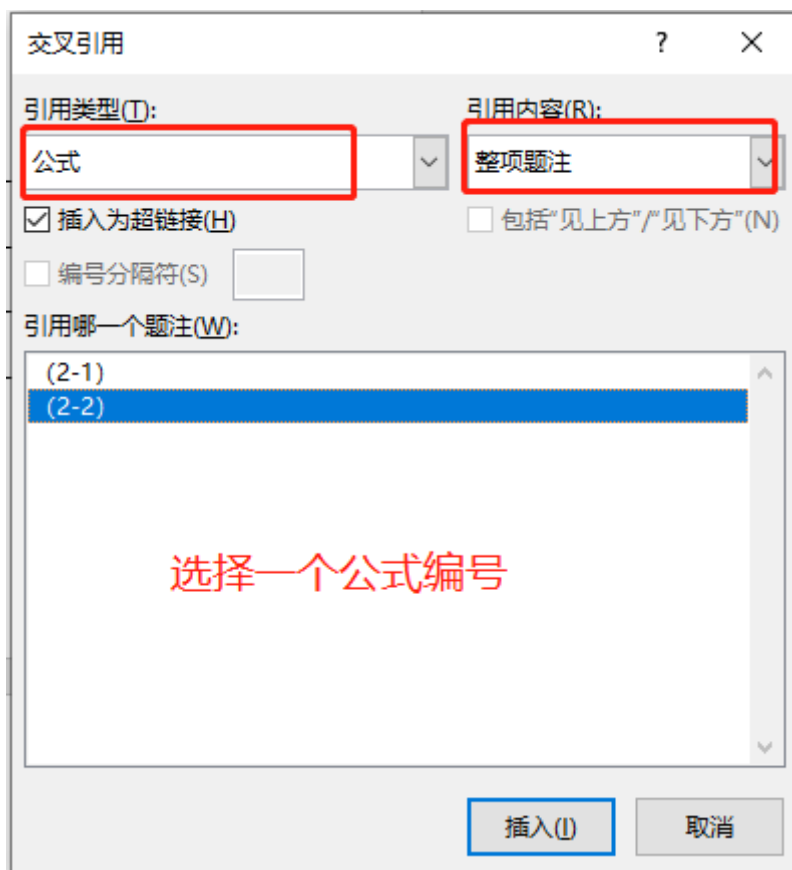 交叉引用
引用类型(T): 引用内容(R):
公式 整项题注
插入为超链接(H) 包括“见上方”/“见下方”(N)
编号分隔符(S)
引用哪一个题注(W):
(2-1)
(2-2)
选择一个公式编号
插入(I) 取消